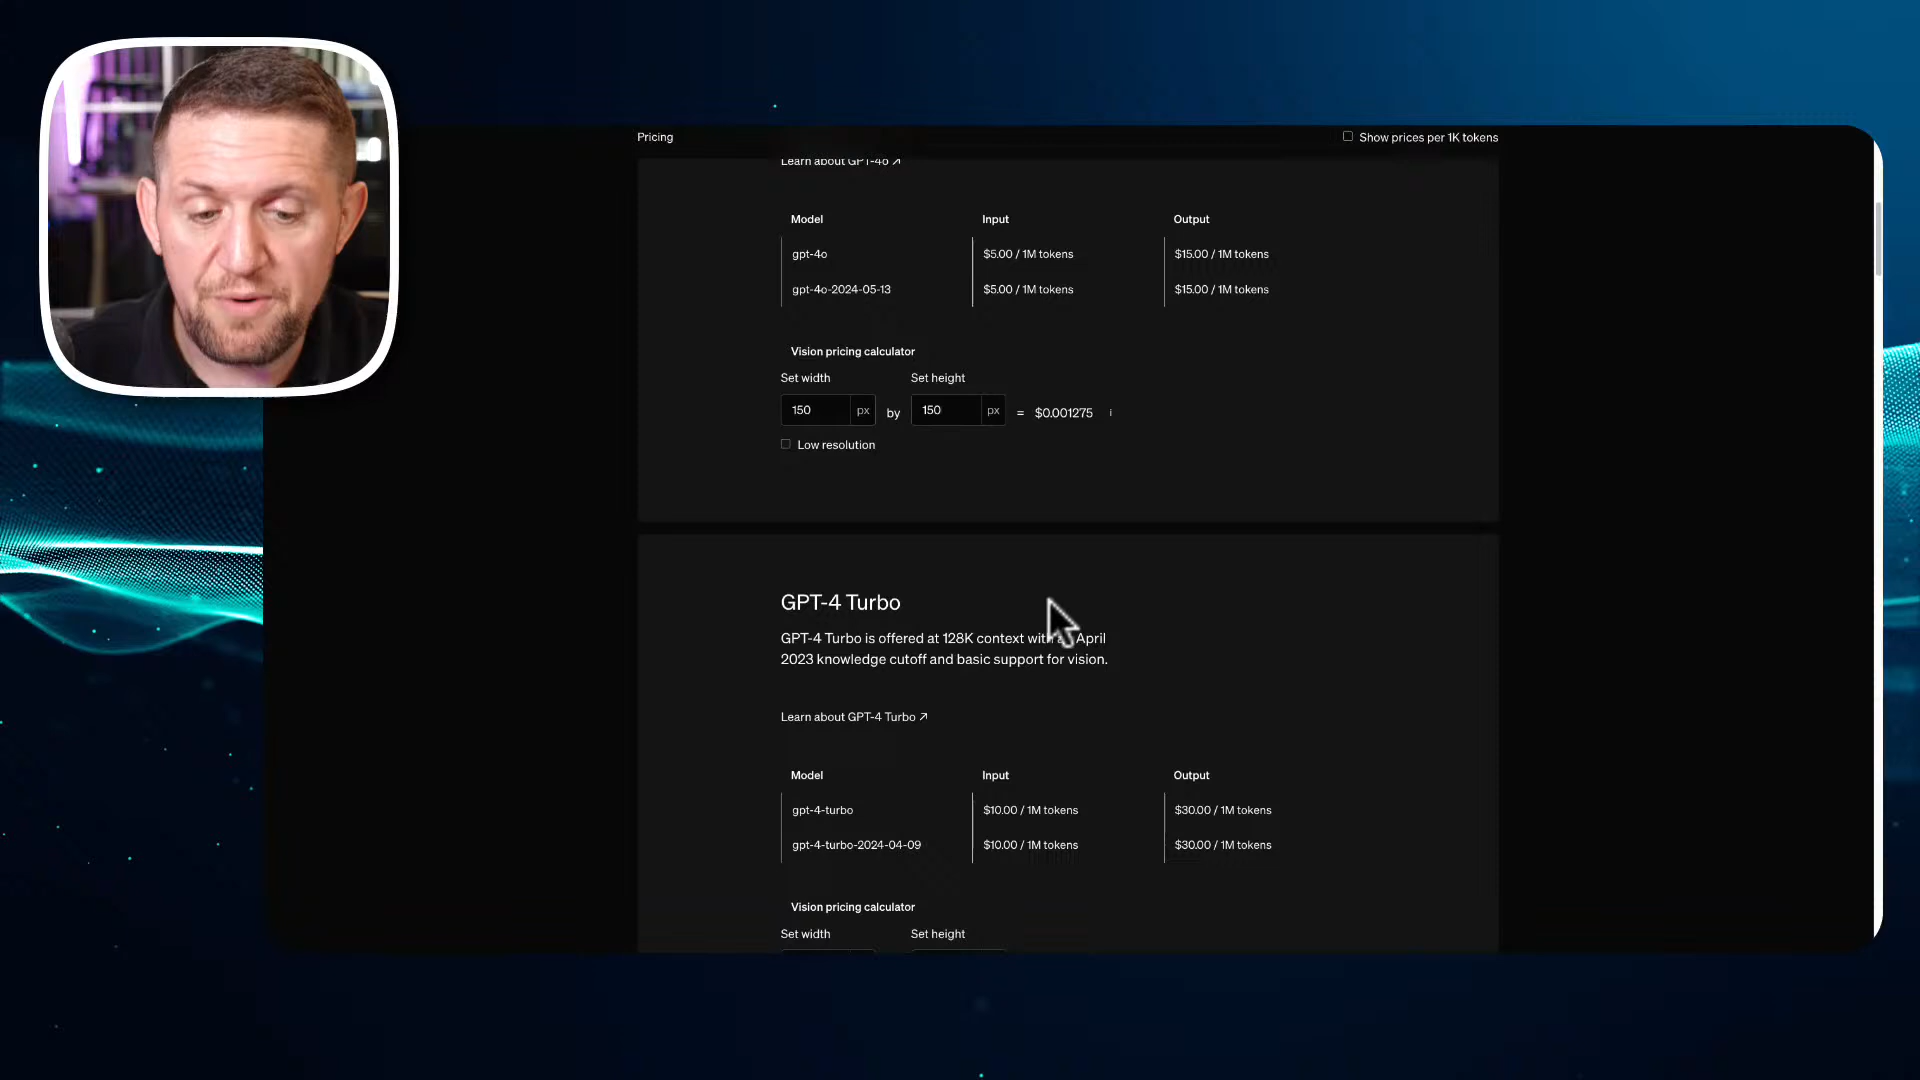 Pricing
Show prices per 1K tokens
Learn about GPT-4o ↗
Model Input Output
gpt-4o $5.00 / 1M tokens $15.00 / 1M tokens
gpt-4o-2024-05-13 $5.00 / 1M tokens $15.00 / 1M tokens
Vision pricing calculator
Set width Set height
150 px by 150 px = $0.001275 i
Low resolution
GPT-4 Turbo
GPT-4 Turbo is offered at 128K context with April
2023 knowledge cutoff and basic support for vision.
Learn about GPT-4 Turbo ↗
Model Input Output
gpt-4-turbo $10.00 / 1M tokens $30.00 / 1M tokens
gpt-4-turbo-2024-04-09 $10.00 / 1M tokens $30.00 / 1M tokens
Vision pricing calculator
Set width Set height